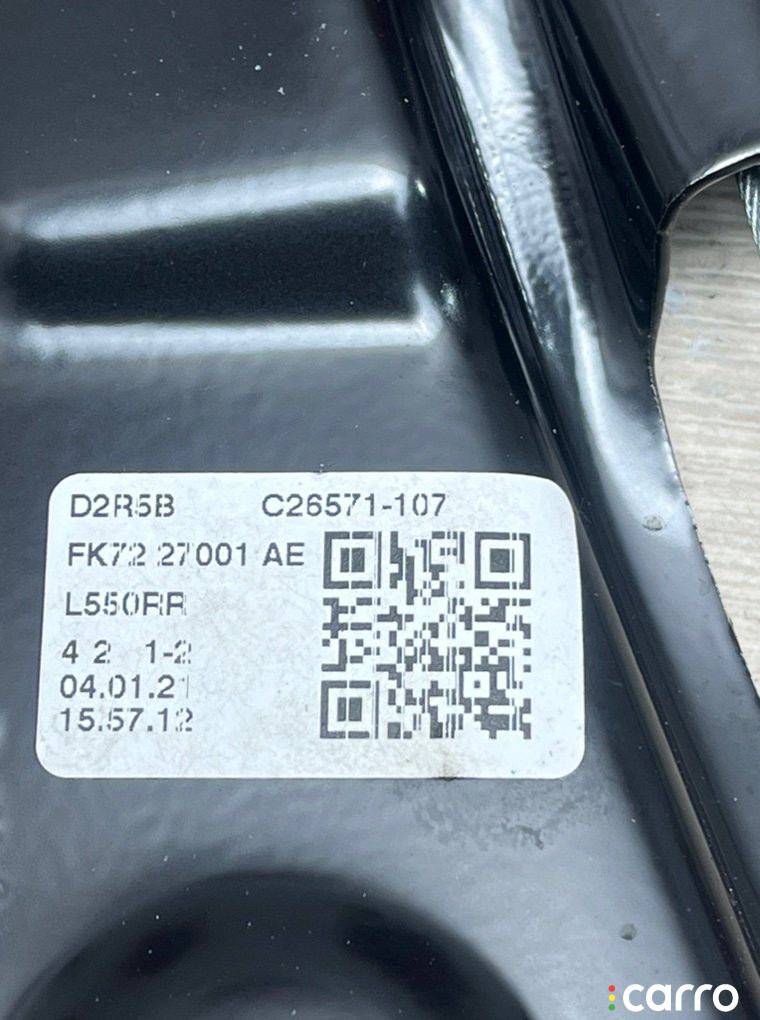 D2R5B C26571-107
FK72 27001 AE
L550RR
4 2 1-2
04.01.21
15.57.12
carro